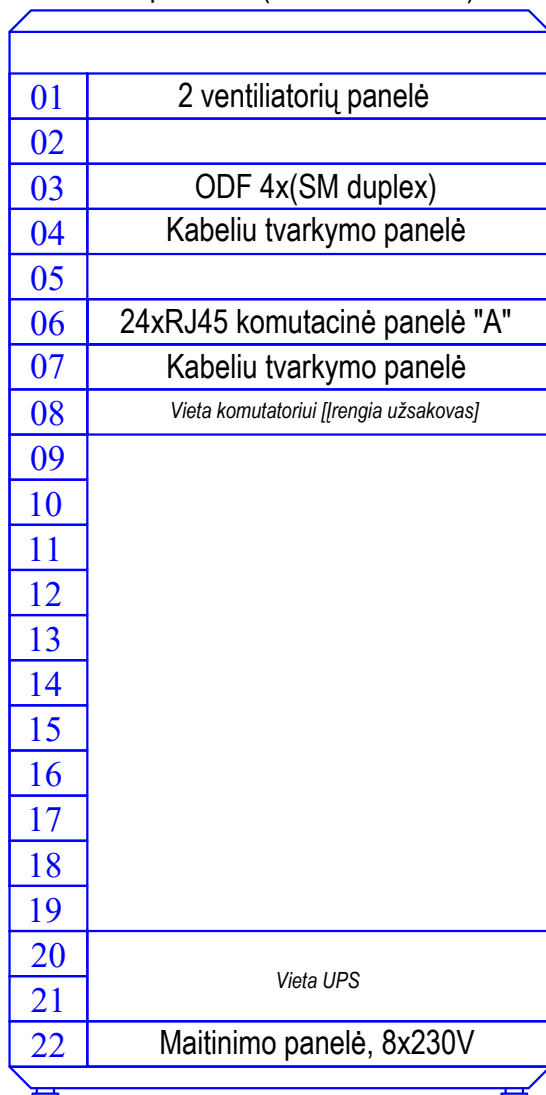 01 2 ventiliatorių panelė
02
03 ODF 4x(SM duplex)
04 Kabeliu tvarkymo panelė
05
06 24xRJ45 komutacinė panelė "A"
07 Kabeliu tvarkymo panelė
08 Vieta komutatoriui [Įrengia užsakovas]
09
10
11
12
13
14
15
16
17
18
19
20
Vieta UPS
21
22 Maitinimo panelė, 8x230V